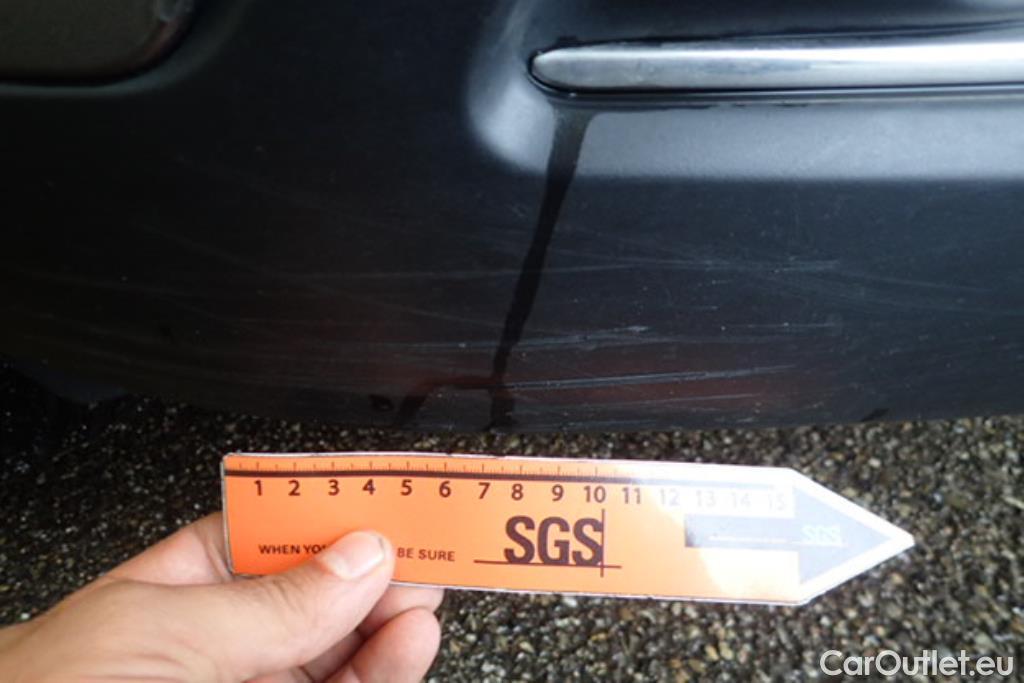 1 2 3 4 5 6 7 8 9 10 11 12 13 14 15
WHEN YOU BE SURE
SGS
SGS
CarOutlet.eu